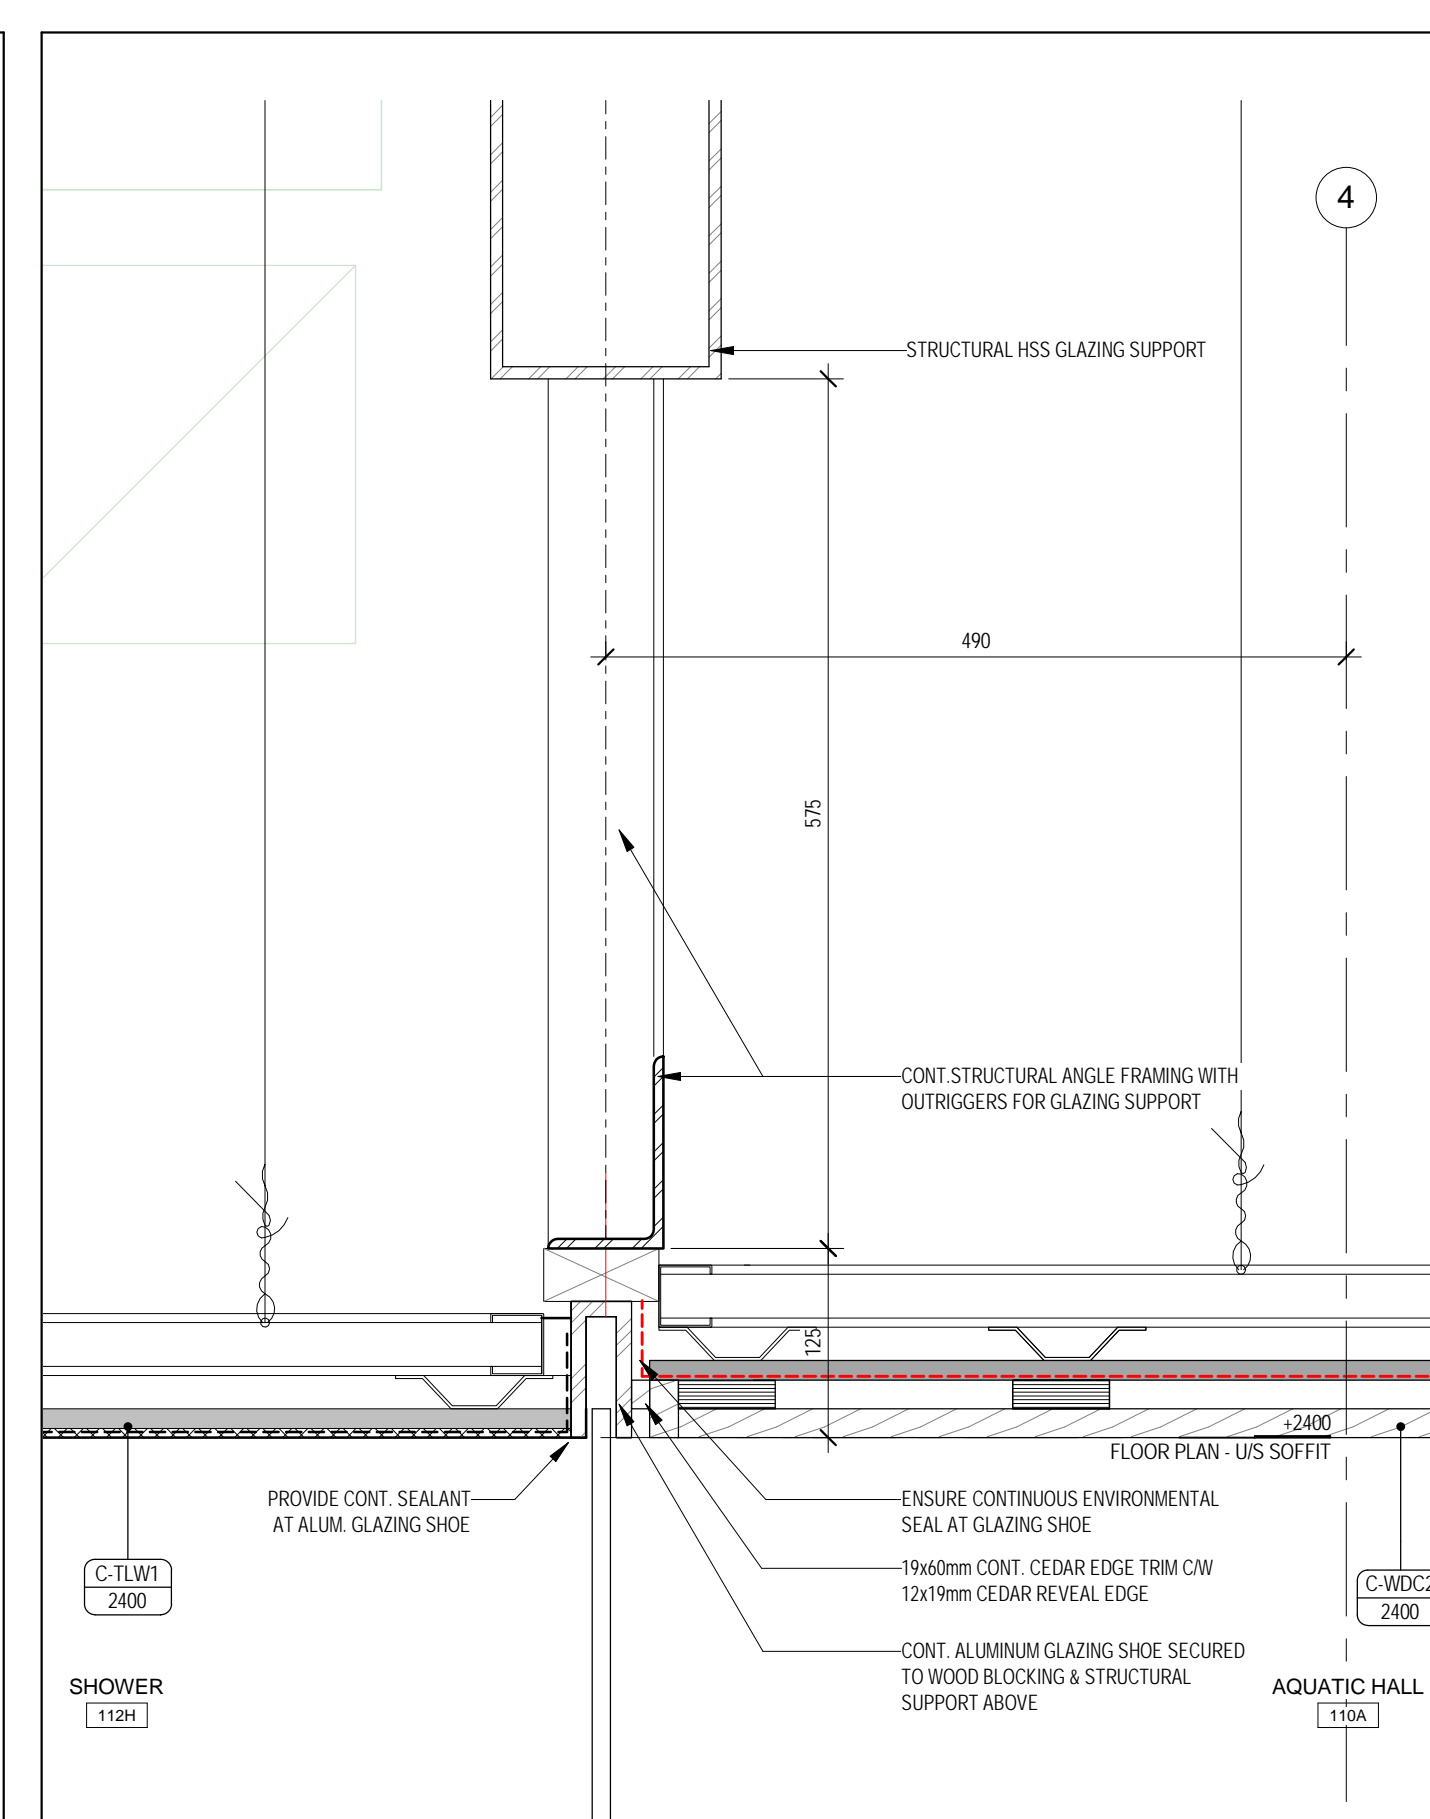 4
STRUCTURAL HSS GLAZING SUPPORT
490
575
CONT.STRUCTURAL ANGLE FRAMING WITH
OUTRIGGERS FOR GLAZING SUPPORT
125
+2400
FLOOR PLAN - U/S SOFFIT
PROVIDE CONT. SEALANT
AT ALUM. GLAZING SHOE
ENSURE CONTINUOUS ENVIRONMENTAL
SEAL AT GLAZING SHOE
C-TLW1
2400
19x60mm CONT. CEDAR EDGE TRIM C/W
12x19mm CEDAR REVEAL EDGE
C-WDC2
2400
CONT. ALUMINUM GLAZING SHOE SECURED
TO WOOD BLOCKING & STRUCTURAL
SUPPORT ABOVE
SHOWER
112H
AQUATIC HALL
110A